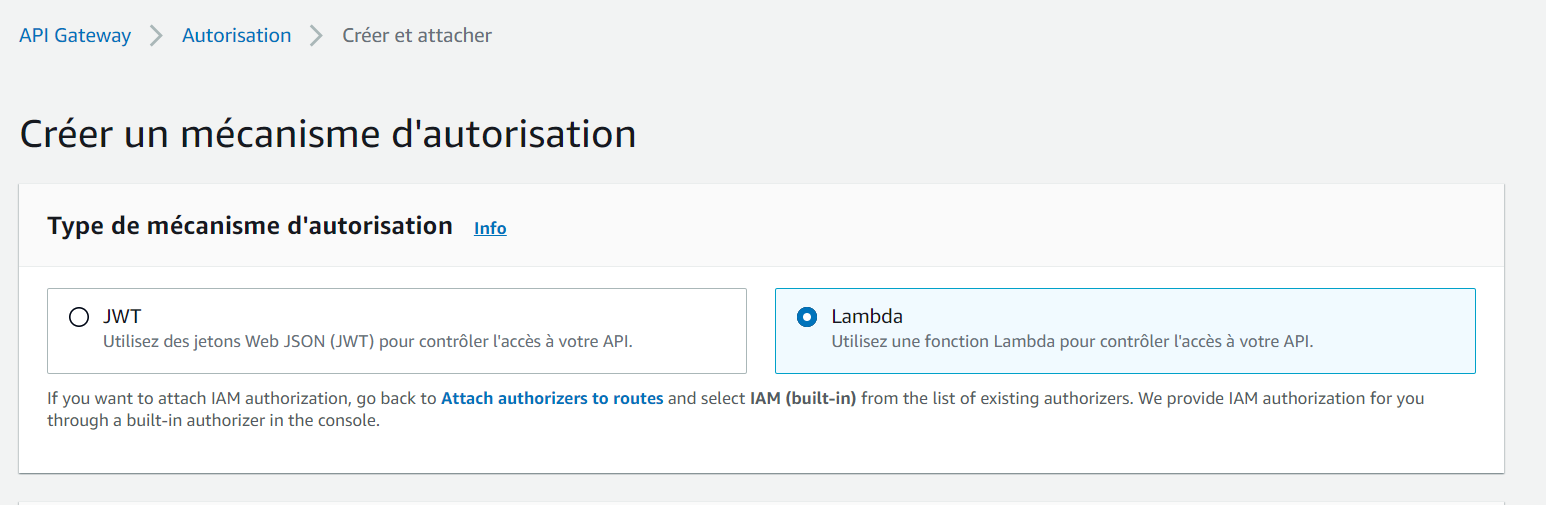 API Gateway > Autorisation > Créer et attacher
Créer un mécanisme d'autorisation
Type de mécanisme d'autorisation Info
JWT
Utilisez des jetons Web JSON (JWT) pour contrôler l'accès à votre API.
Lambda
Utilisez une fonction Lambda pour contrôler l'accès à votre API.
If you want to attach IAM authorization, go back to Attach authorizers to routes and select IAM (built-in) from the list of existing authorizers. We provide IAM authorization for you
through a built-in authorizer in the console.